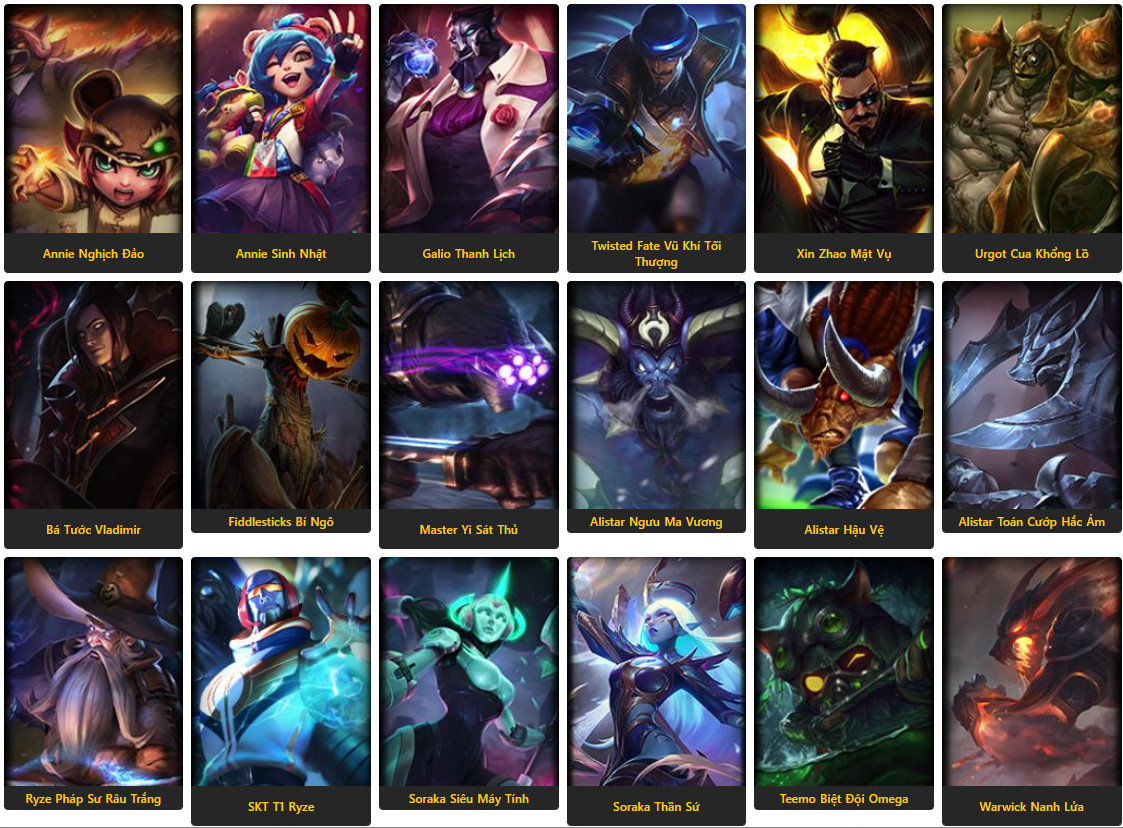 Annie Nghịch Đảo
Annie Sinh Nhật
Galio Thanh Lịch
Twisted Fate Vũ Khí Tối
Thượng
Xin Zhao Mật Vụ
Urgot Cua Khổng Lồ
Bá Tước Vladimir
Fiddlesticks Bí Ngô
Master Yi Sát Thủ
Alistar Ngưu Ma Vương
Alistar Hậu Vệ
Alistar Toán Cướp Hắc Ám
Ryze Pháp Sư Râu Trắng
SKT T1 Ryze
Soraka Siêu Máy Tính
Soraka Thần Sứ
Teemo Biệt Đội Omega
Warwick Nanh Lửa